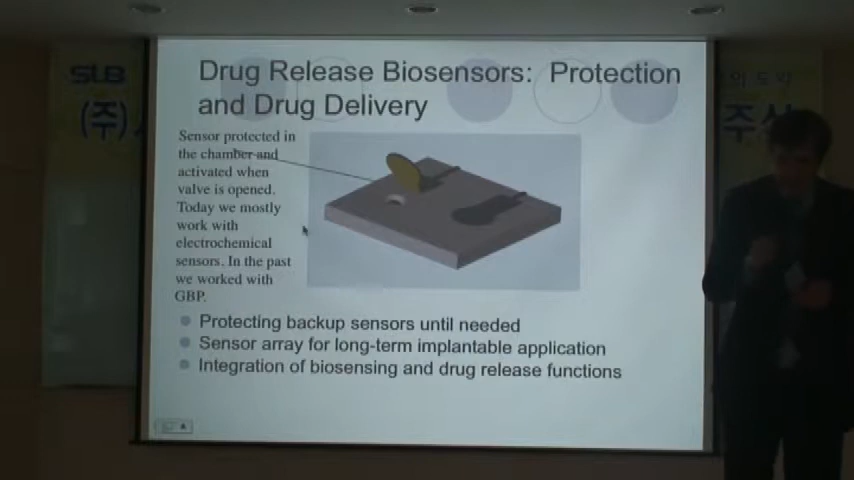 Drug Release Biosensors: Protection
and Drug Delivery
Sensor protected in
the chamber and
activated when
valve is opened.
Today we mostly
work with
electrochemical
sensors. In the past
we worked with
GBP.
Protecting backup sensors until needed
Sensor array for long-term implantable application
Integration of biosensing and drug release functions
SLB
(주)